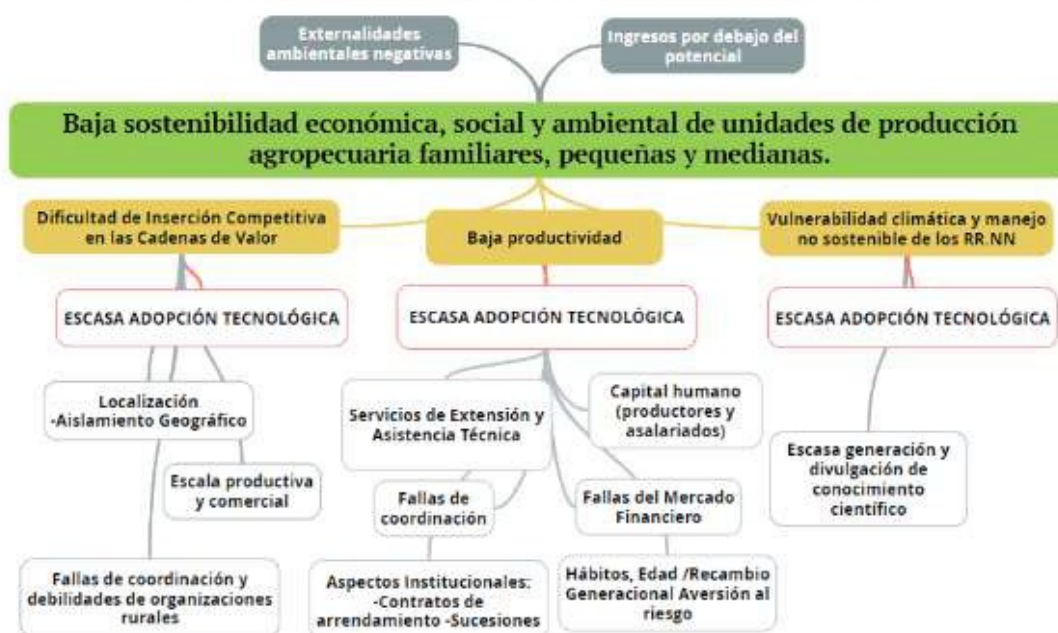 Externalidades
ambientales negativas
Ingresos por debajo del
potencial
Baja sostenibilidad económica, social y ambiental de unidades de producción
agropecuaria familiares, pequeñas y medianas.
Dificultad de Inserción Competitiva
en las Cadenas de Valor
Baja productividad
Vulnerabilidad climática y manejo
no sostenible de los RR.NN
ESCASA ADOPCIÓN TECNOLÓGICA
ESCASA ADOPCIÓN TECNOLÓGICA
ESCASA ADOPCIÓN TECNOLÓGICA
Localización
-Aislamiento Geográfico
Escala productiva
y comercial
Fallas de coordinación y
debilidades de organizaciones
rurales
Servicios de Extensión y
Asistencia Técnica
Capital humano
(productores y
asalariados)
Fallas de
coordinación
Fallas del Mercado
Financiero
Aspectos Institucionales:
-Contratos de
arrendamiento -Sucesiones
Hábitos, Edad /Recambio
Generacional Aversión al
riesgo
Escasa generación y
divulgación de
conocimiento
científico